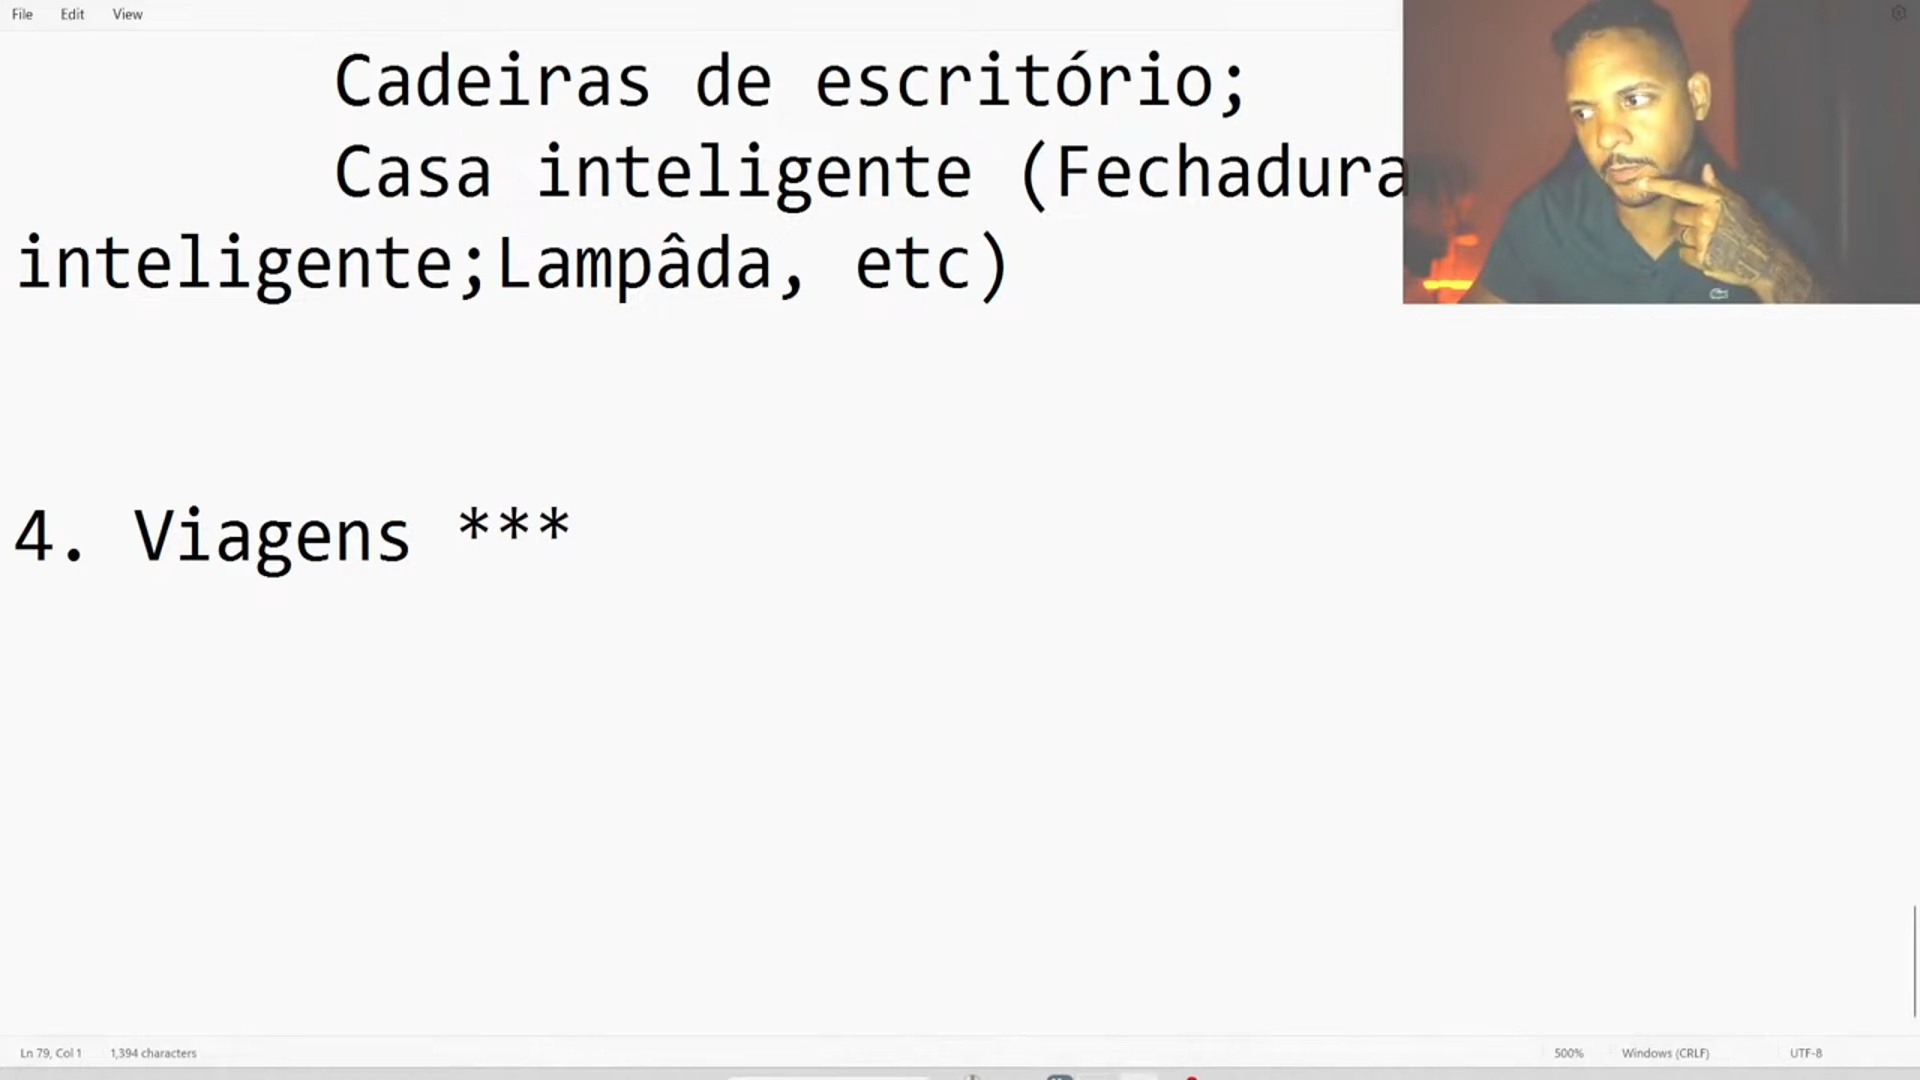 File Edit View
Cadeiras de escritório;
Casa inteligente (Fechadura
inteligente;Lampâda, etc)
4. Viagens ***
Ln 79, Col 1 1,394 characters 500% Windows (CRLF) UTF-8